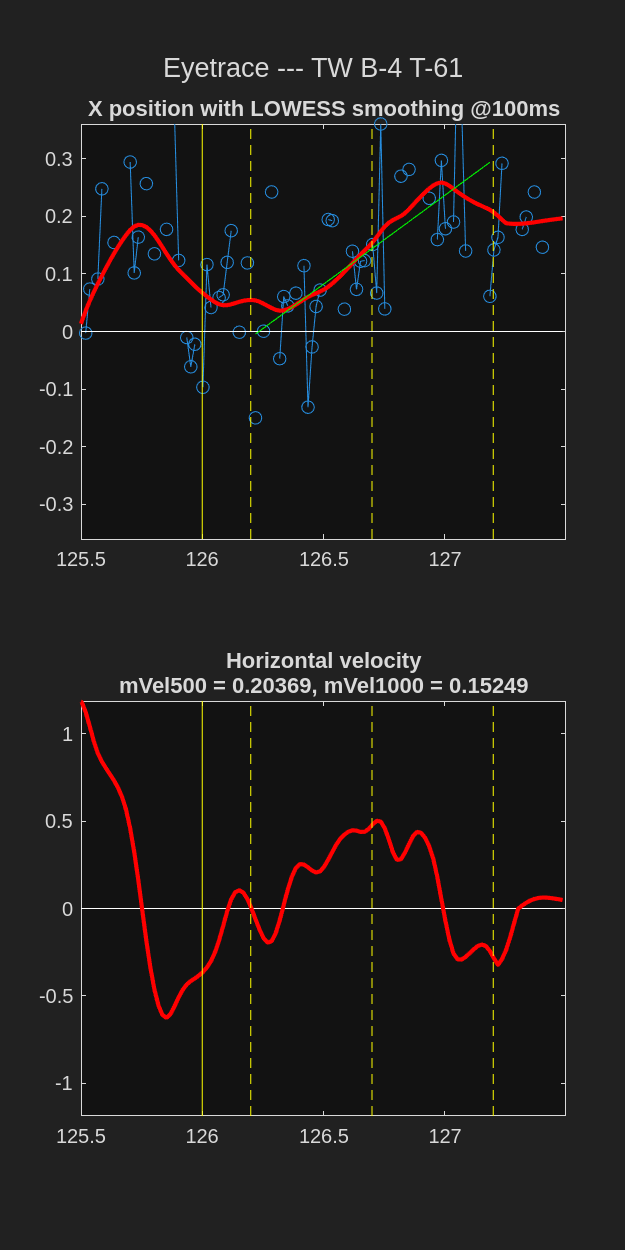 Eyetrace --- TW B-4 T-61
X position with LOWESS smoothing @100ms
0.3
0.2
0.1
0
-0.1
-0.2
-0.3
125.5 126 126.5 127
Horizontal velocity
mVel500 = 0.20369, mVel1000 = 0.15249
1
0.5
0
-0.5
-1
125.5 126 126.5 127